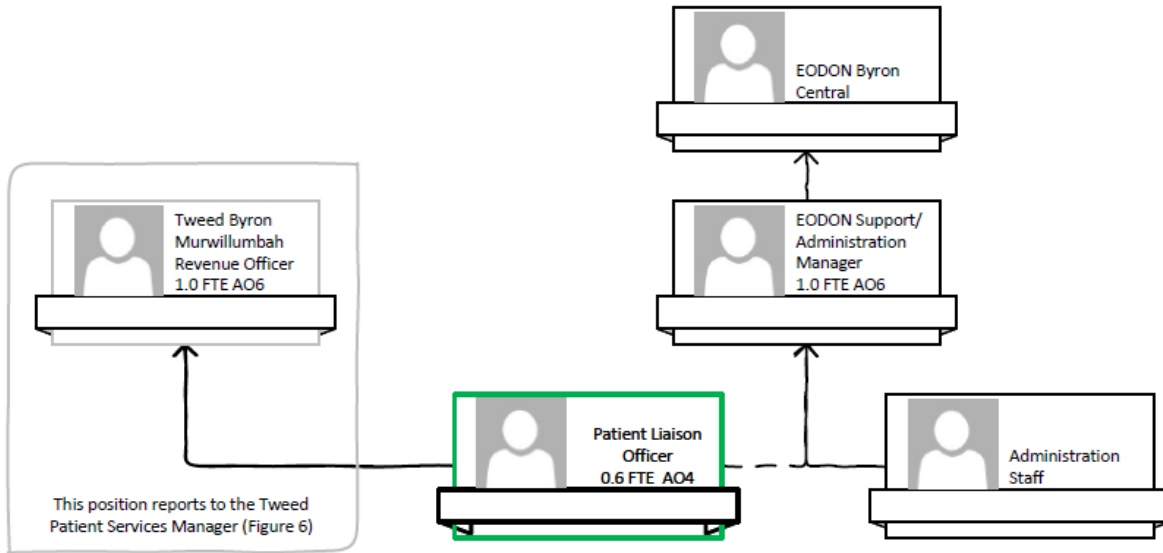 EODON Byron
Central
Tweed Byron
Murwillumbah
Revenue Officer
1.0 FTE AO6
EODON Support/
Administration
Manager
1.0 FTE AO6
Patient Liaison
Officer
0.6 FTE AO4
Administration
Staff
This position reports to the Tweed
Patient Services Manager (Figure 6)